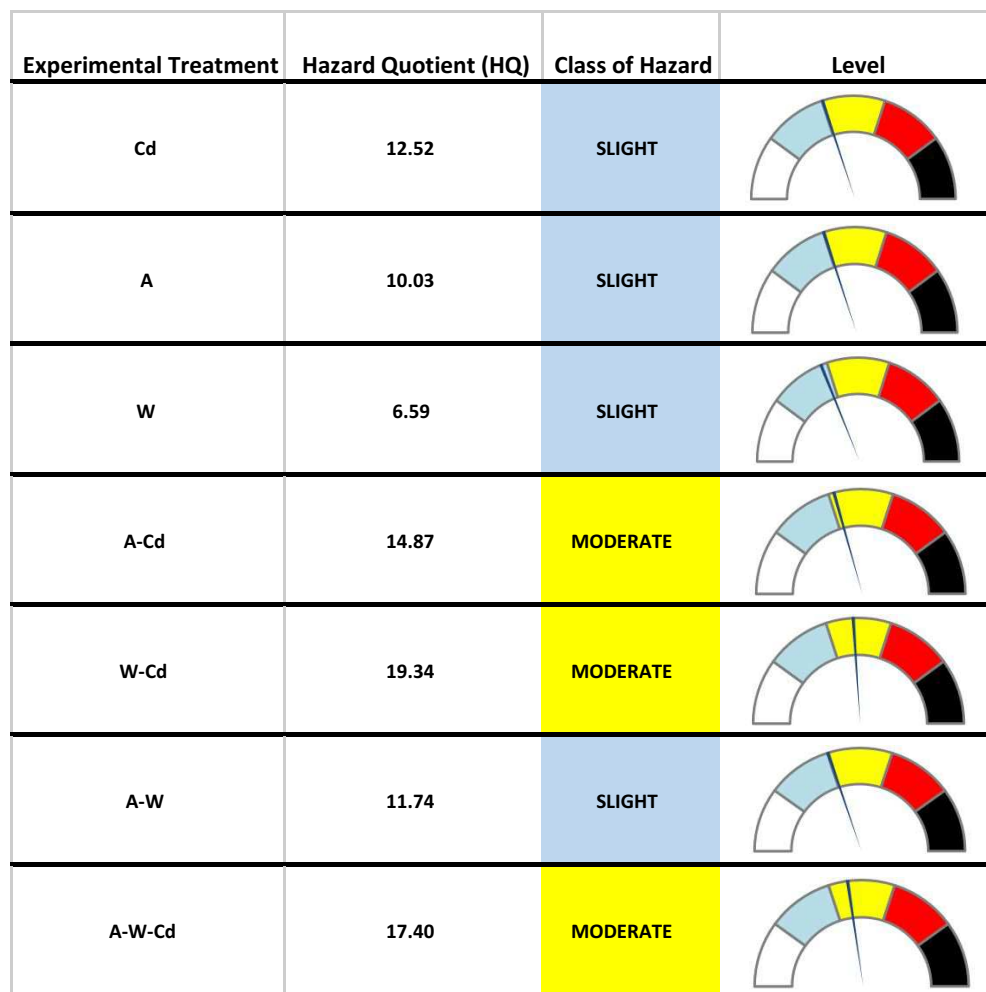 Experimental Treatment Hazard Quotient (HQ) Class of Hazard Level
Cd 12.52 SLIGHT
A 10.03 SLIGHT
W 6.59 SLIGHT
A-Cd 14.87 MODERATE
W-Cd 19.34 MODERATE
A-W 11.74 SLIGHT
A-W-Cd 17.40 MODERATE